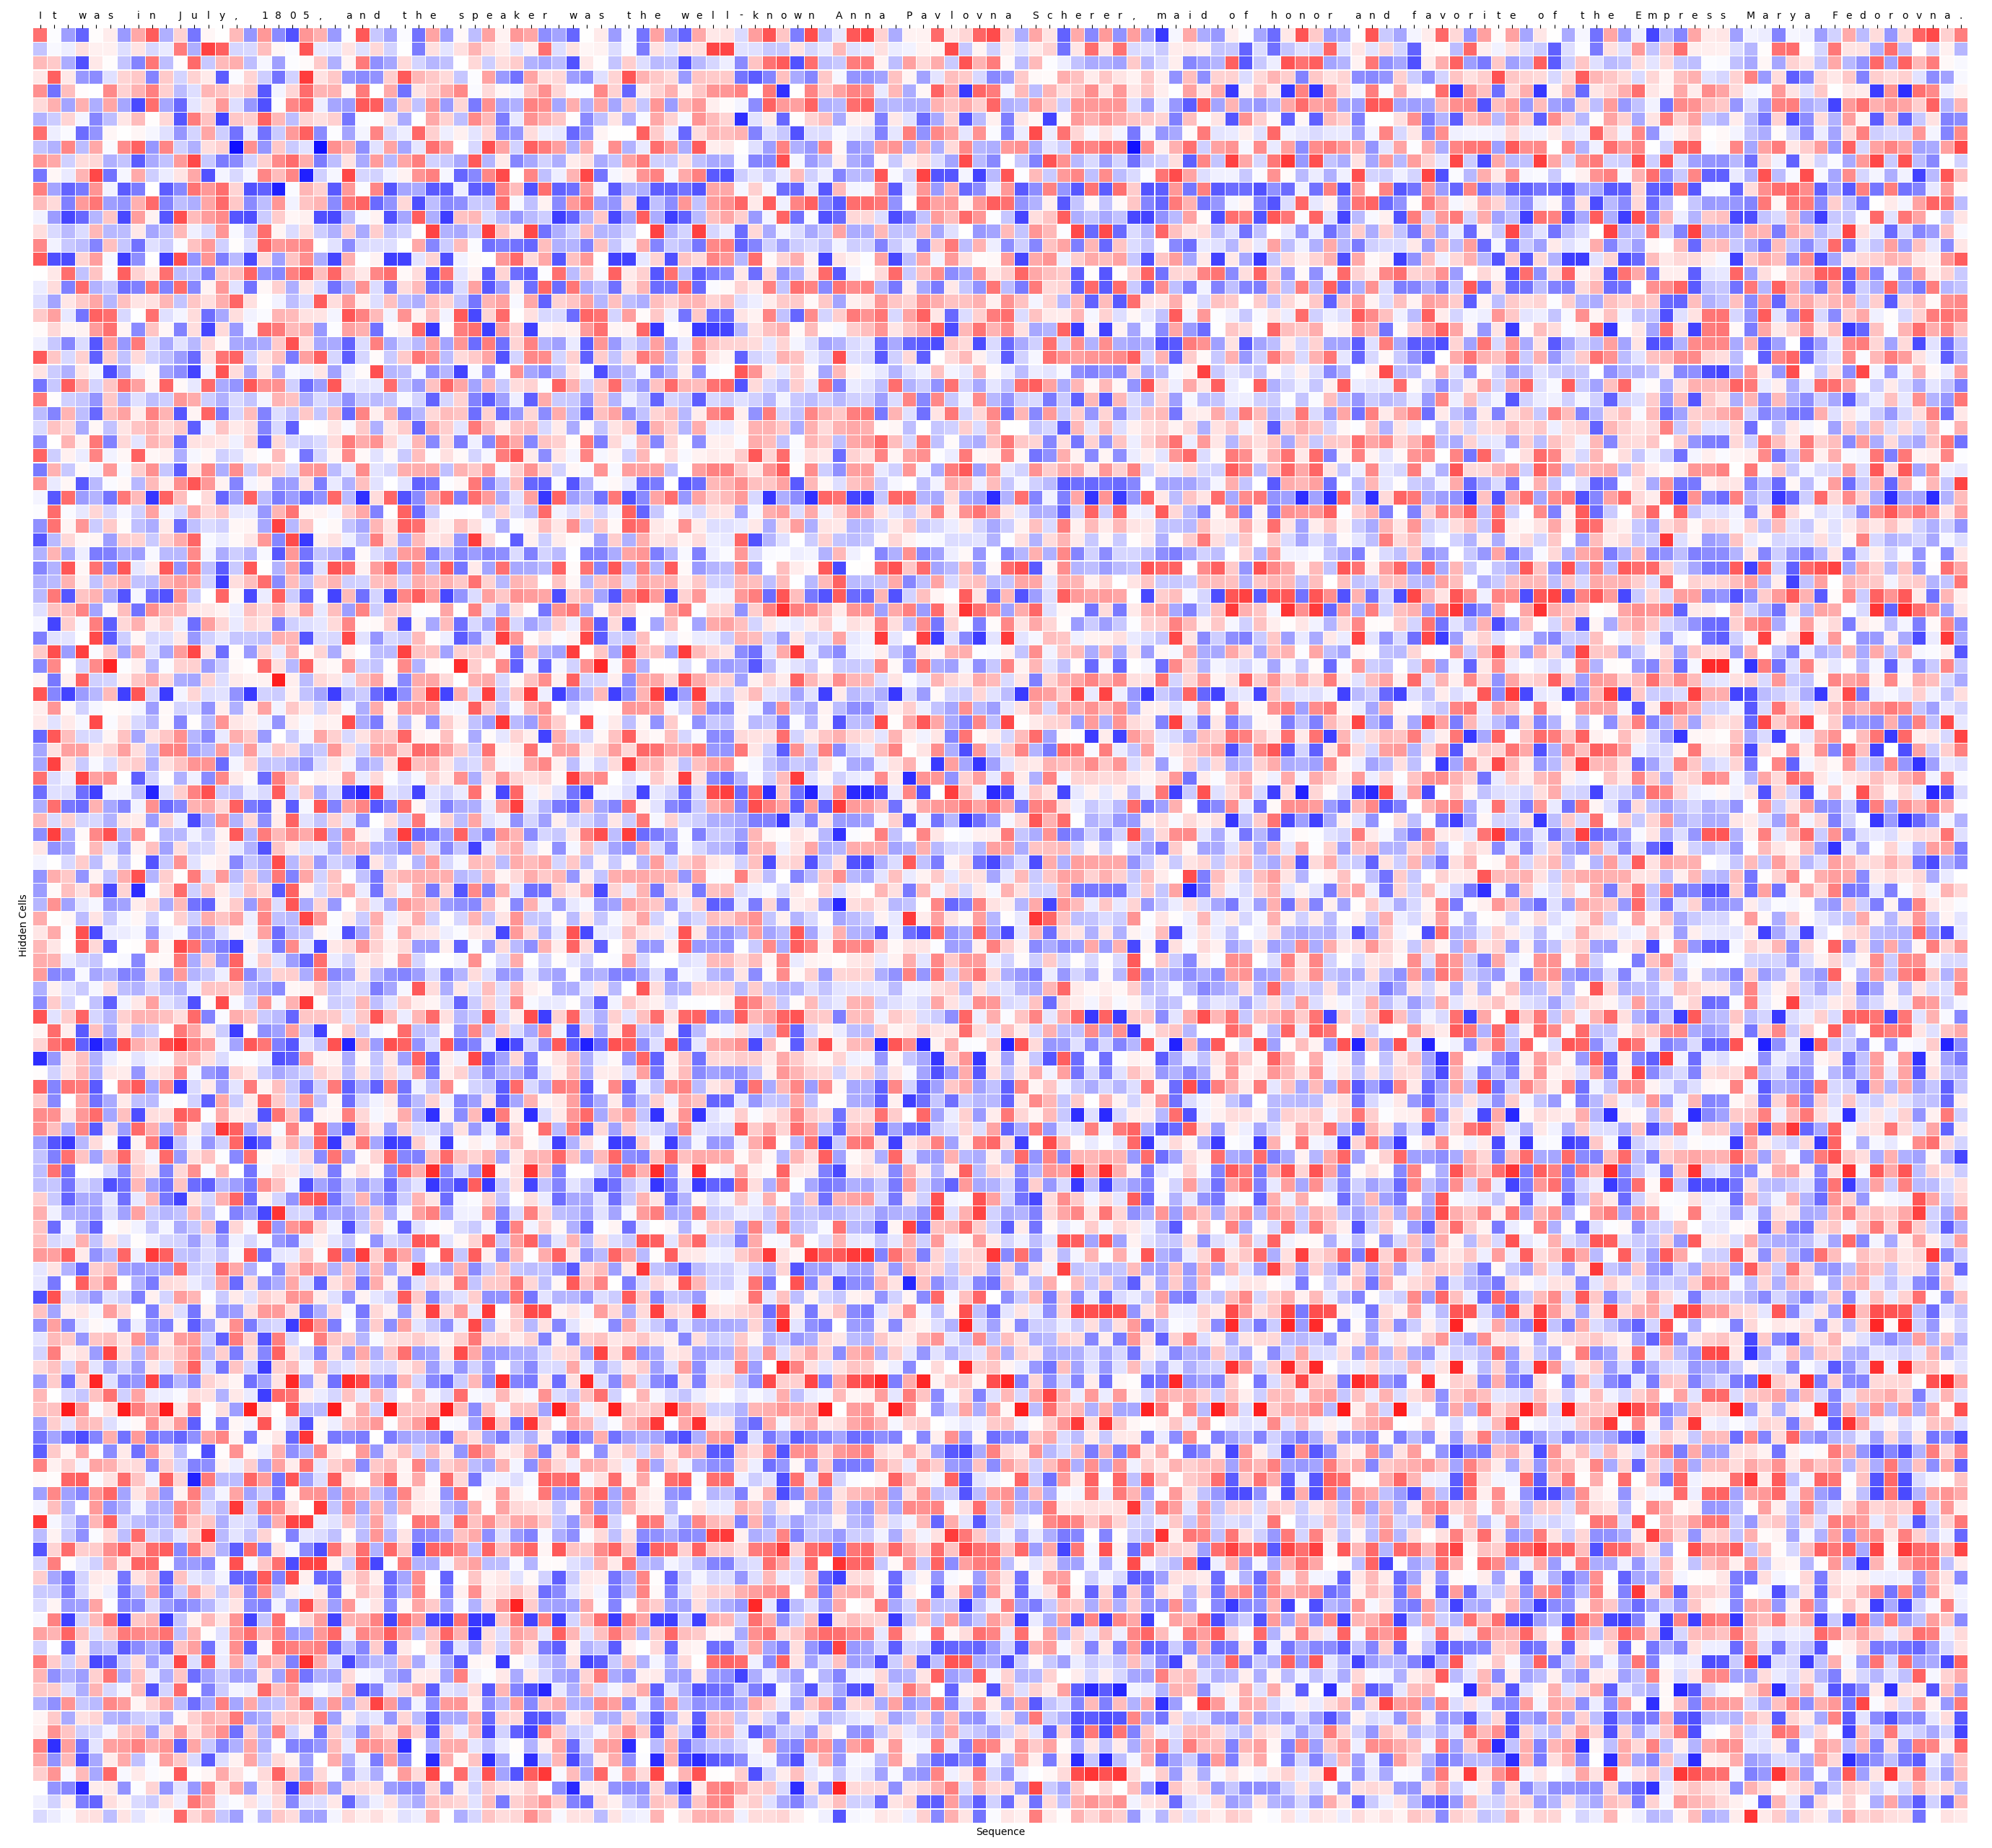 It was in July, 1805, and the speaker was the well-known Anna Pavlovna Scherer, maid of honor and favorite of the Empress Marya Fedorovna.
Hidden Cells
Sequence